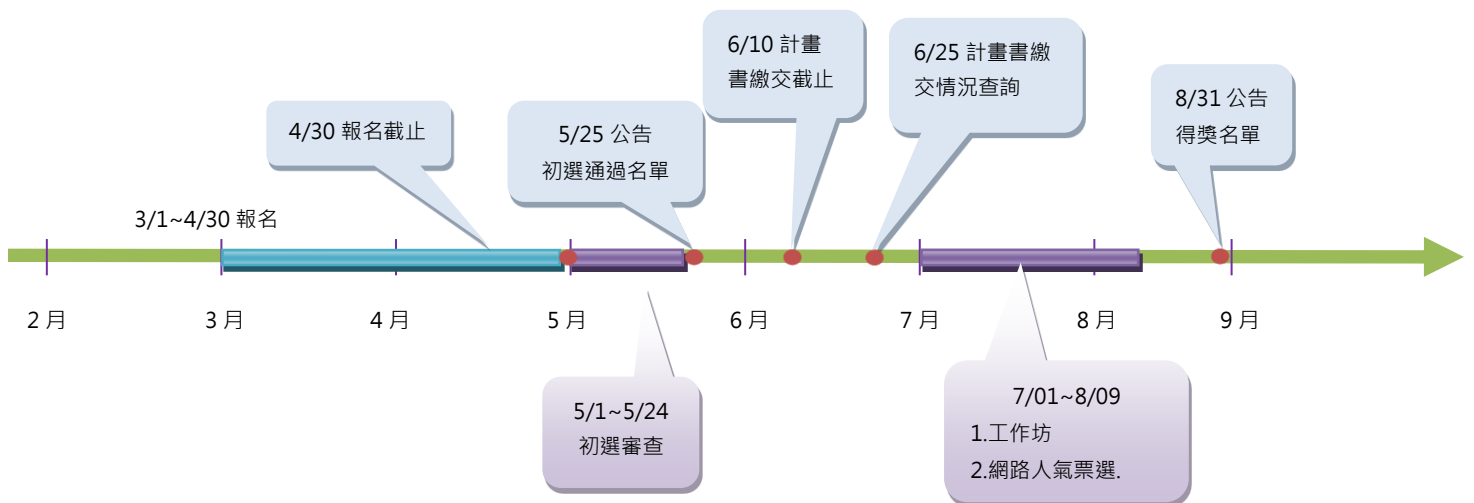 6/10 計畫
書繳交截止
6/25 計畫書繳
交情況查詢
8/31 公告
得獎名單
4/30 報名截止
5/25 公告
初選通過名單
3/1~4/30 報名
2 月
3 月
4 月
5 月
6 月
7 月
8 月
9 月
5/1~5/24
初選審查
7/01~8/09
1.工作坊
2.網路人氣票選.